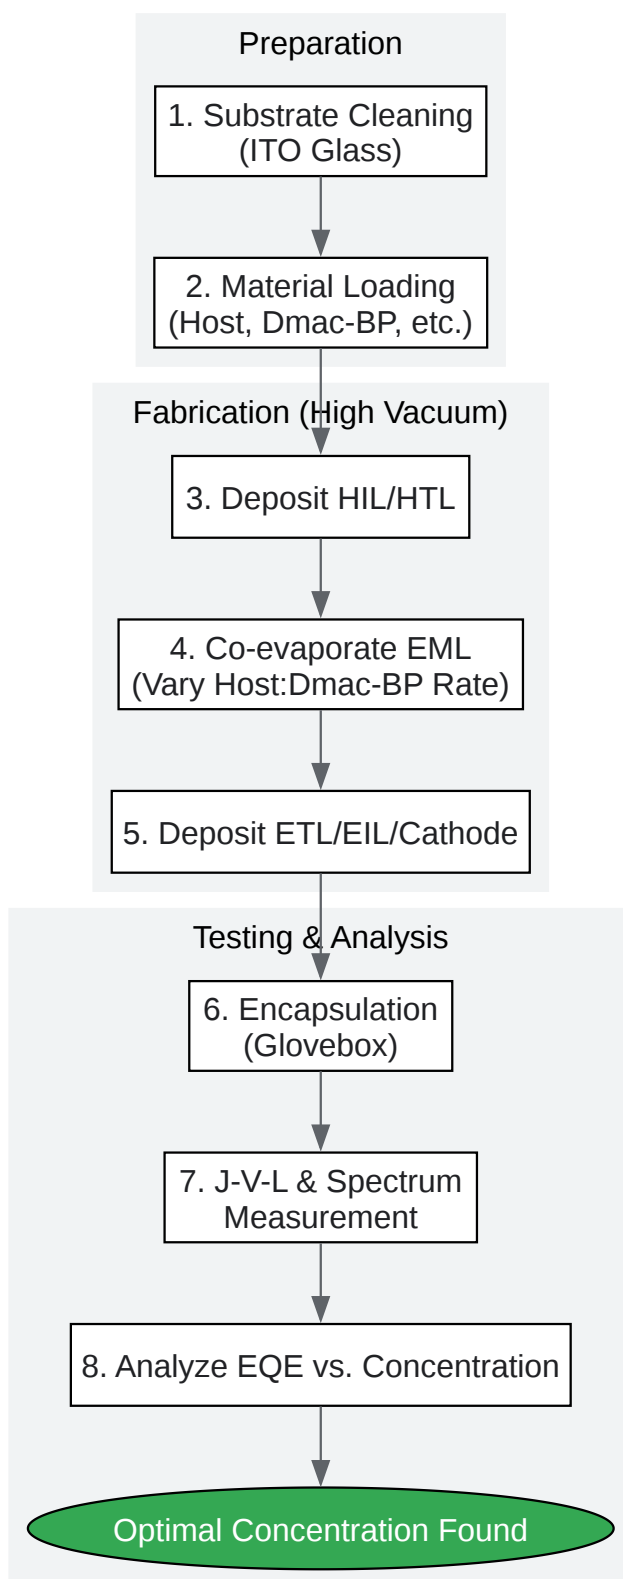 Preparation
1. Substrate Cleaning
(ITO Glass)
2. Material Loading
(Host, Dmac-BP, etc.)
Fabrication (High Vacuum)
3. Deposit HIL/HTL
4. Co-evaporate EML
(Vary Host:Dmac-BP Rate)
5. Deposit ETL/EIL/Cathode
Testing & Analysis
6. Encapsulation
(Glovebox)
7. J-V-L & Spectrum
Measurement
8. Analyze EQE vs. Concentration
Optimal Concentration Found